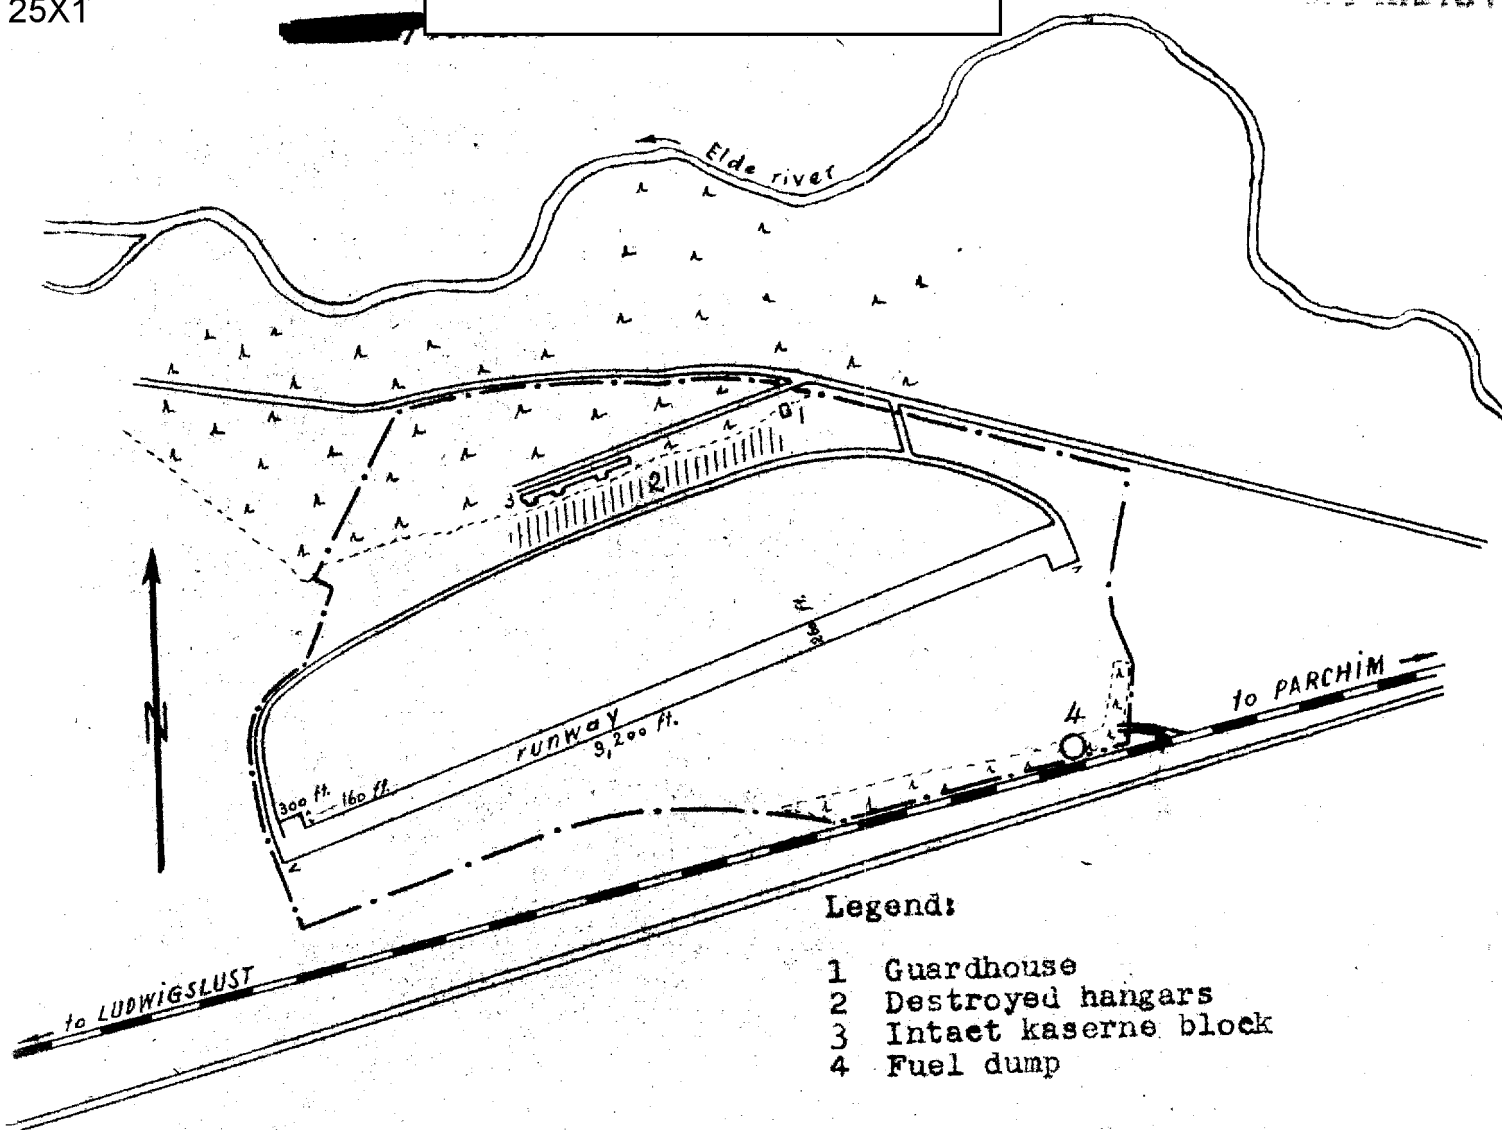 25X1
Elde river
1
2
3
N
runway
9,200 ft.
300 ft.
160 ft.
4
to PARCHIM
to LUDWIGSLUST
Legend:
1 Guardhouse
2 Destroyed hangars
3 Intact kaserne block
4 Fuel dump